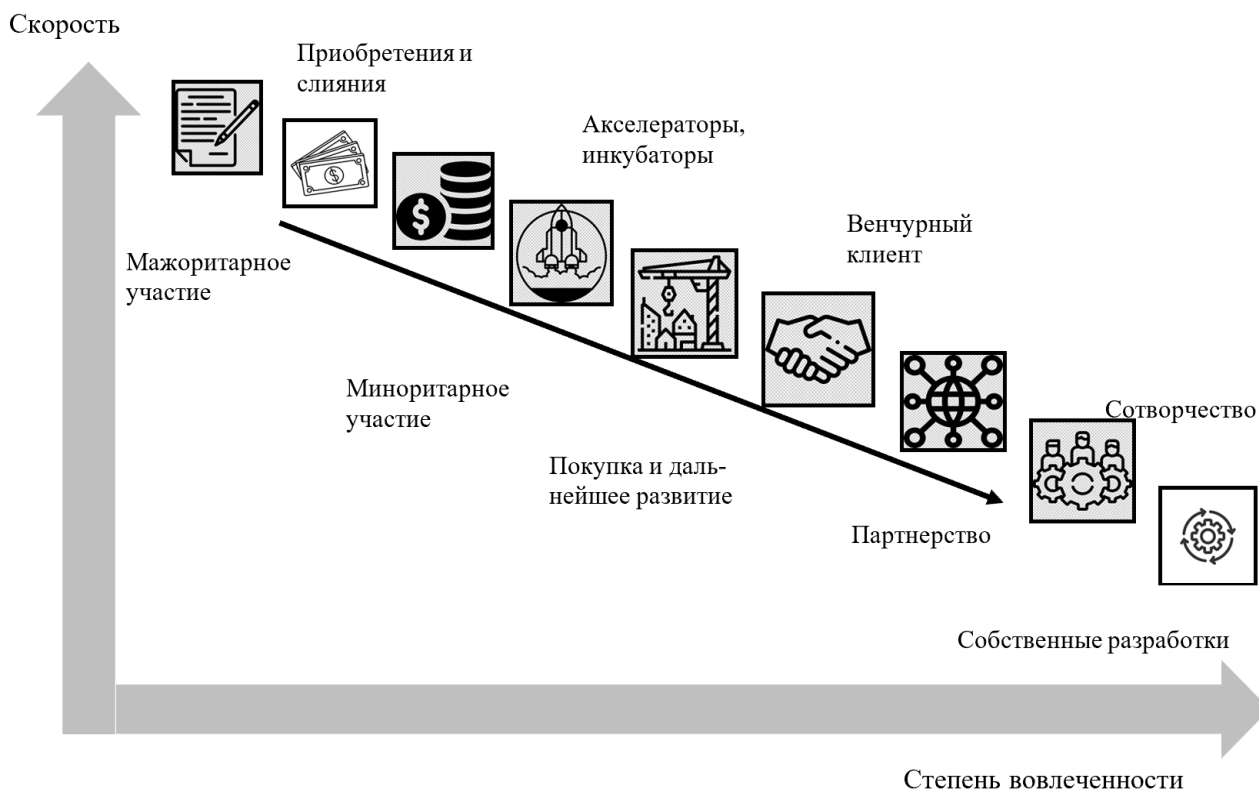 Скорость
Приобретения и
слияния
Акселераторы,
инкубаторы
Венчурный
клиент
Мажоритарное
участие
Миноритарное
участие
Сотворчество
Покупка и даль-
нейшее развитие
Партнерство
Собственные разработки
Степень вовлеченности